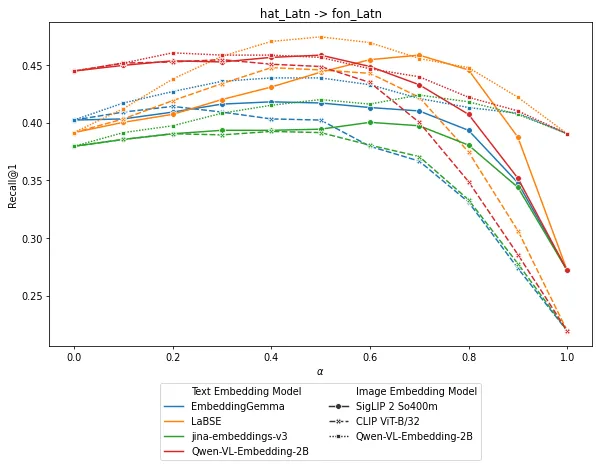 hat_Latn -> fon_Latn
Recall@1
0.45
0.40
0.35
0.30
0.25
0.0 0.2 0.4 0.6 0.8 1.0
α
Text Embedding Model Image Embedding Model
EmbeddingGemma SigLIP 2 So400m
LaBSE CLIP ViT-B/32
jina-embeddings-v3 Qwen-VL-Embedding-2B
Qwen-VL-Embedding-2B